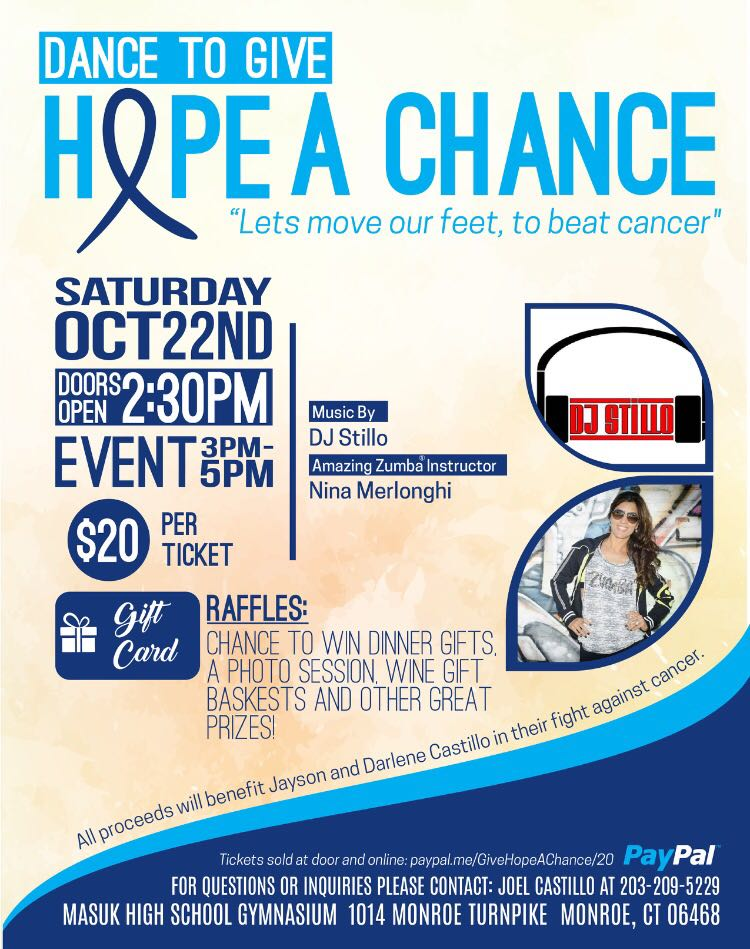 DANCE TO GIVE
HOPE A CHANCE
“Lets move our feet, to beat cancer"
SATURDAY
OCT22ND
DOORS OPEN 2:30PM
EVENT 3PM-5PM
$20 PER TICKET
Music By
DJ Stillo
Amazing Zumba® Instructor
Nina Merlonghi
DJ STILLO
ZUMBA
Gift
Card
RAFFLES:
CHANCE TO WIN DINNER GIFTS,
A PHOTO SESSION, WINE GIFT
BASKESTS AND OTHER GREAT
PRIZES!
All proceeds will benefit Jayson and Darlene Castillo in their fight against cancer.
Tickets sold at door and online: paypal.me/GiveHopeAChance/20 PayPal™
FOR QUESTIONS OR INQUIRIES PLEASE CONTACT: JOEL CASTILLO AT 203-209-5229
MASUK HIGH SCHOOL GYMNASIUM 1014 MONROE TURNPIKE MONROE, CT 06468